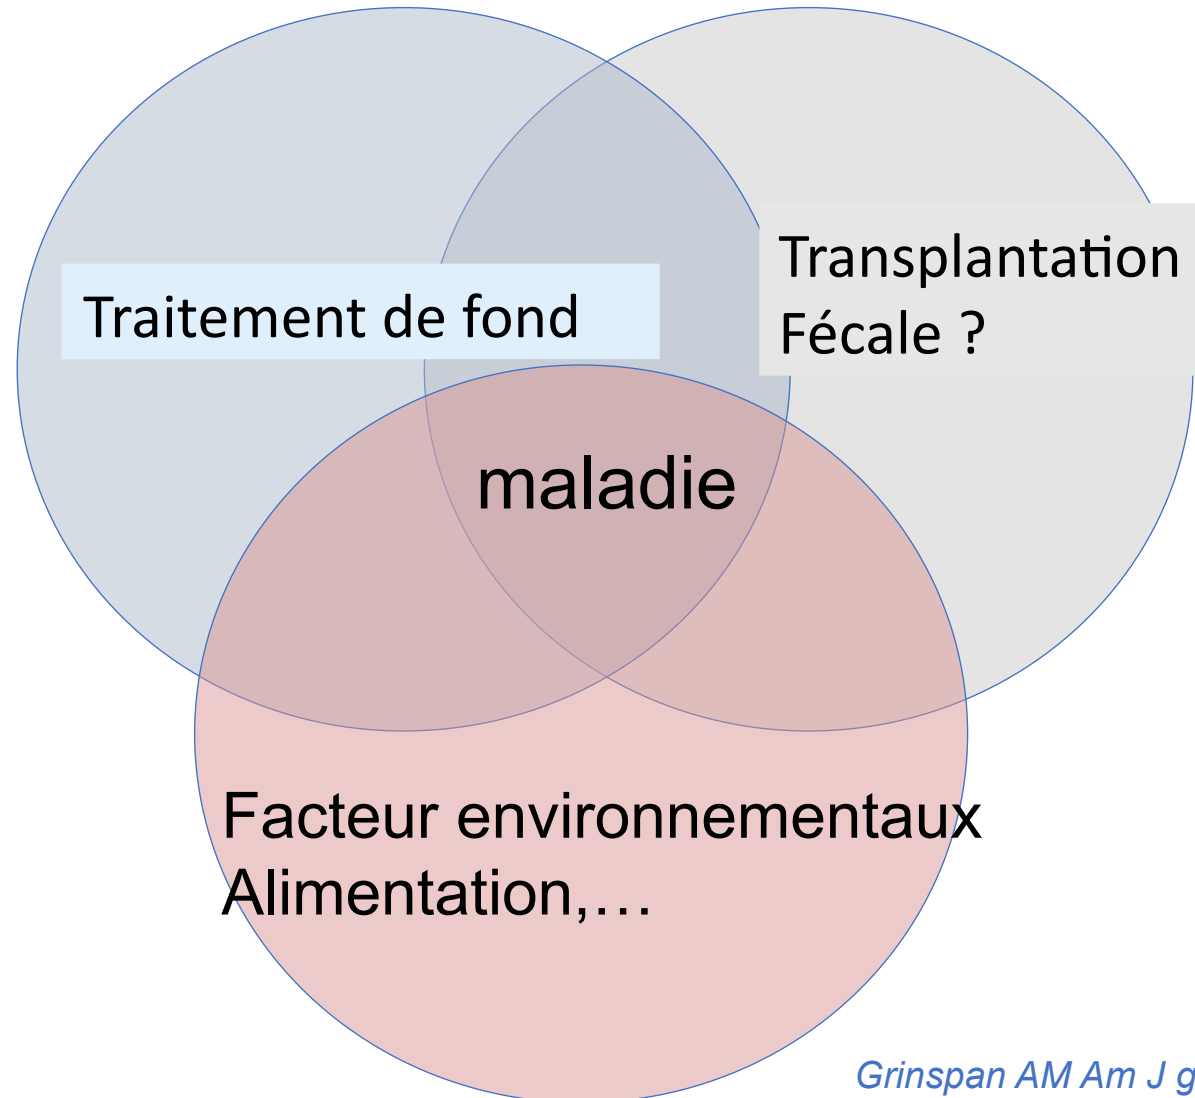 Traitement de fond
Transplantation
Fécale ?
maladie
Facteur environnementaux
Alimentation,…
Grinspan AM Am J g